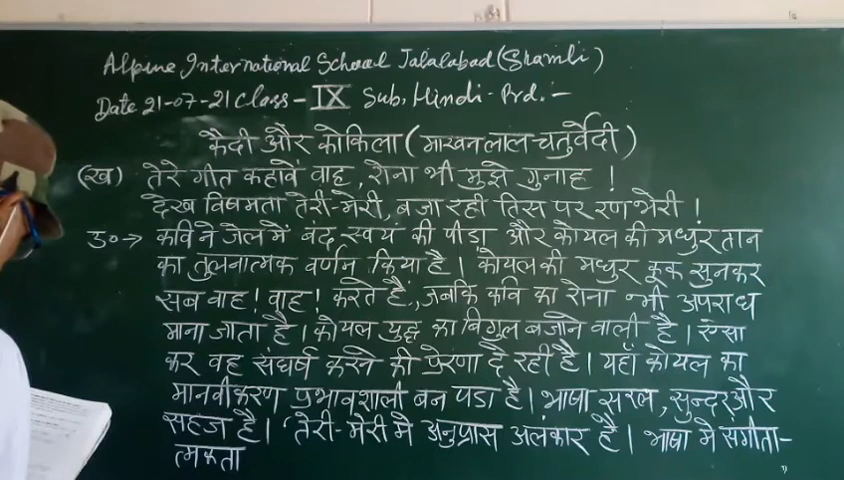 Alpine International School Jalalabad (Shamli)
Date 21-07-21 Class - IX Sub. Hindi - Prd. :-
कैदी और कोकिला ( माखन लाल चतुर्वेदी )
(ख) तेरे गीत कहावें वाह, रोना भी मुझे गुनाह !
देख विषमता तेरी-मेरी, बजा रही तिस पर रण भेरी !
उ०→ कवि ने जेल में बंद स्वयं की पीड़ा और कोयल की मधुर तान
का तुलनात्मक वर्णन किया है। कोयल की मधुर कूक सुनकर
सब वाह ! वाह ! करते हैं, जबकि कवि का रोना भी अपराध
माना जाता है। कोयल युद्ध का बिगुल बजाने वाली है। ऐसा
कर वह संघर्ष करने की प्रेरणा दे रही है। यहाँ कोयल का
मानवीकरण प्रभावशाली बन पडा है। भाषा सरल, सुन्दर और
सहज है। 'तेरी-मेरी में अनुप्रास अलंकार है। भाषा में संगीता-
त्मकता